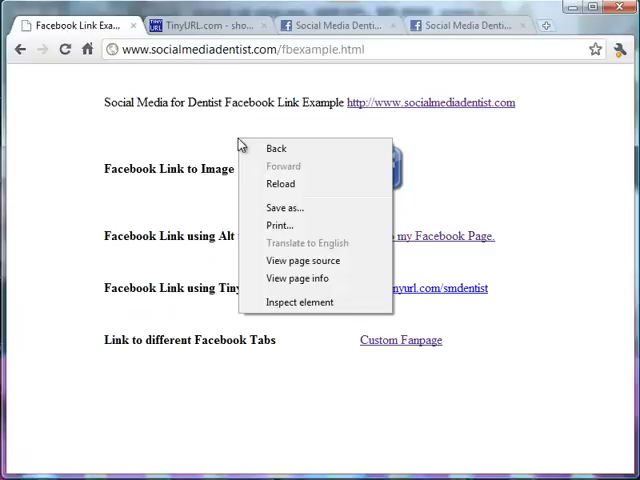 Facebook Link Exa...
TinyURL.com - sho...
Social Media Denti...
Social Media Denti...
www.socialmediadentist.com/fbexample.html
Social Media for Dentist Facebook Link Example http://www.socialmediadentist.com
Back
Facebook Link to Image
Forward
Reload
Save as...
Print...
Facebook Link using Alt
my Facebook Page.
Translate to English
View page source
View page info
Facebook Link using Tiny
nyurl.com/smdentist
Inspect element
Link to different Facebook Tabs
Custom Fanpage